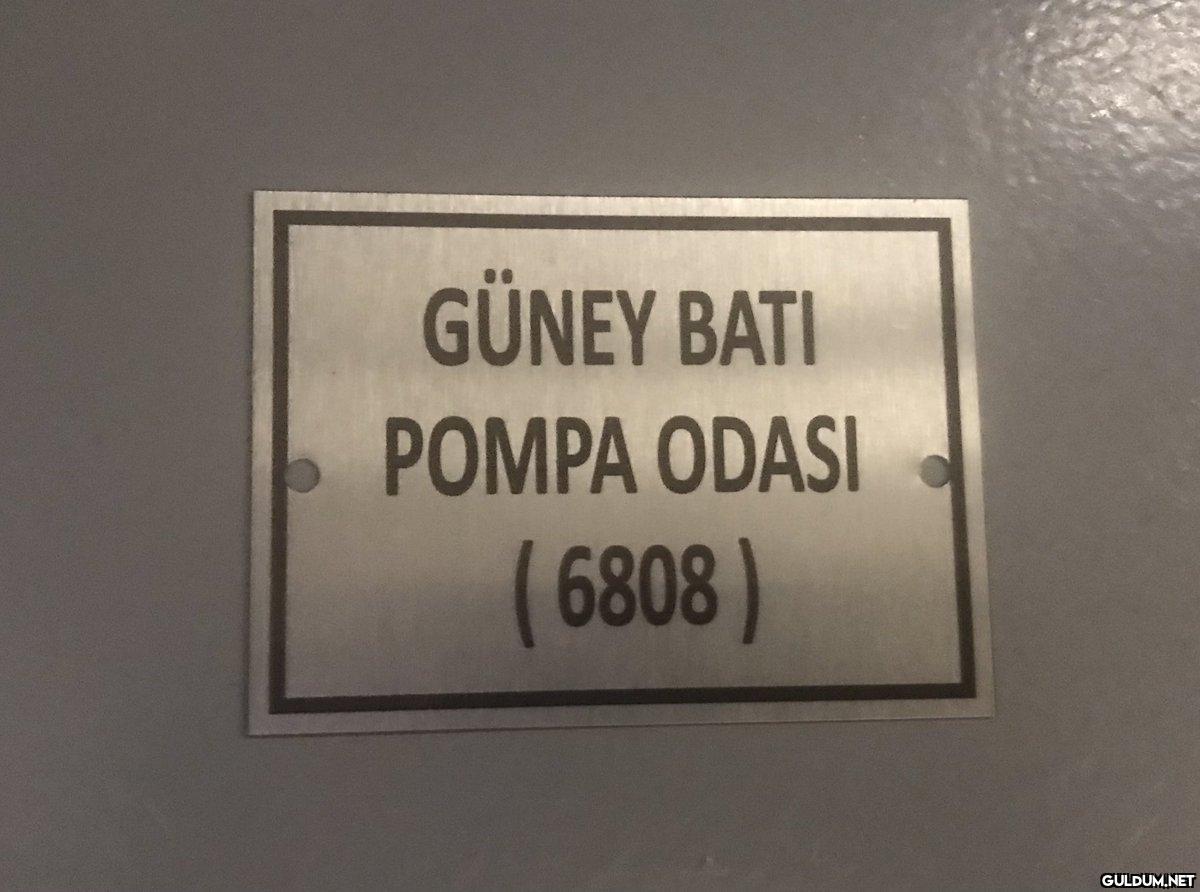 GÜNEY BATI
POMPA ODASI
( 6808 )
GULDUM.NET